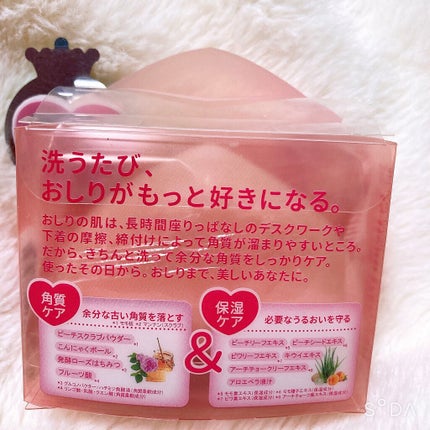 洗うたび、
おしりがもっと好きになる。
おしりの肌は、長時間座りっぱなしのデスクワークや
下着の摩擦、締付けによって角質が溜まりやすいところ。
だから、きちんと洗って余分な角質をしっかりケア。
使ったその日から。おしりまで、美しいあなたに。
角質
ケア
余分な古い角質を落とす
ピーチスクラブパウダー
こんにゃくボール
発酵ローズはちみつ
フルーツ酸
&
保湿
ケア
必要なうるおいを守る
ピーチリーフエキス ピーチシードエキス
ビワリーフエキス キウイエキス
アーチチョークリーフエキス
アロエベラ液汁
SODA